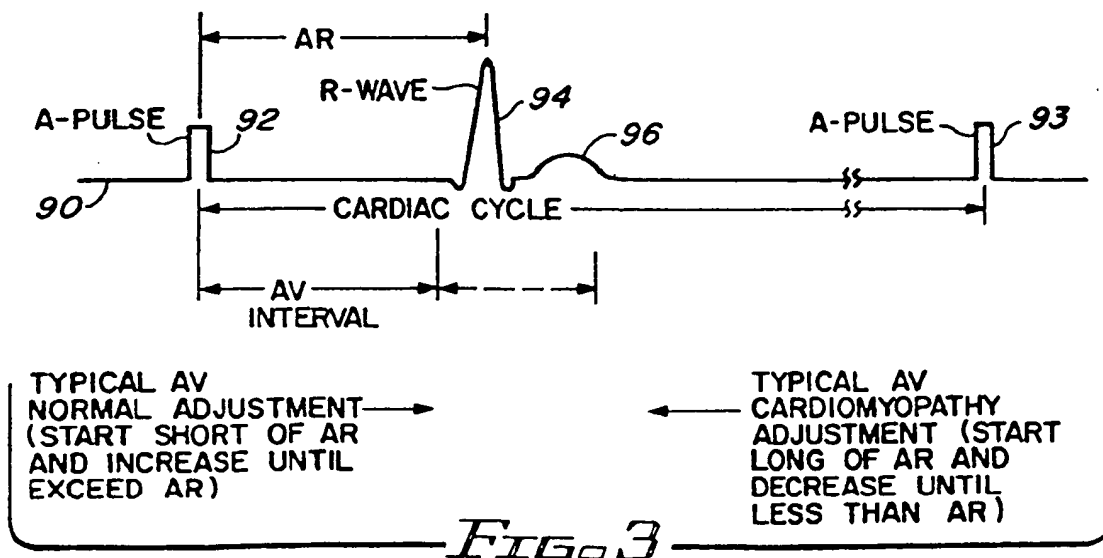 AR
R-WAVE
94
A-PULSE
92
96
A-PULSE
93
90
CARDIAC CYCLE
AV
INTERVAL
TYPICAL AV
NORMAL ADJUSTMENT
(START SHORT OF AR
AND INCREASE UNTIL
EXCEED AR)
TYPICAL AV
CARDIOMYOPATHY
ADJUSTMENT (START
LONG OF AR AND
DECREASE UNTIL
LESS THAN AR)
FIG. 3